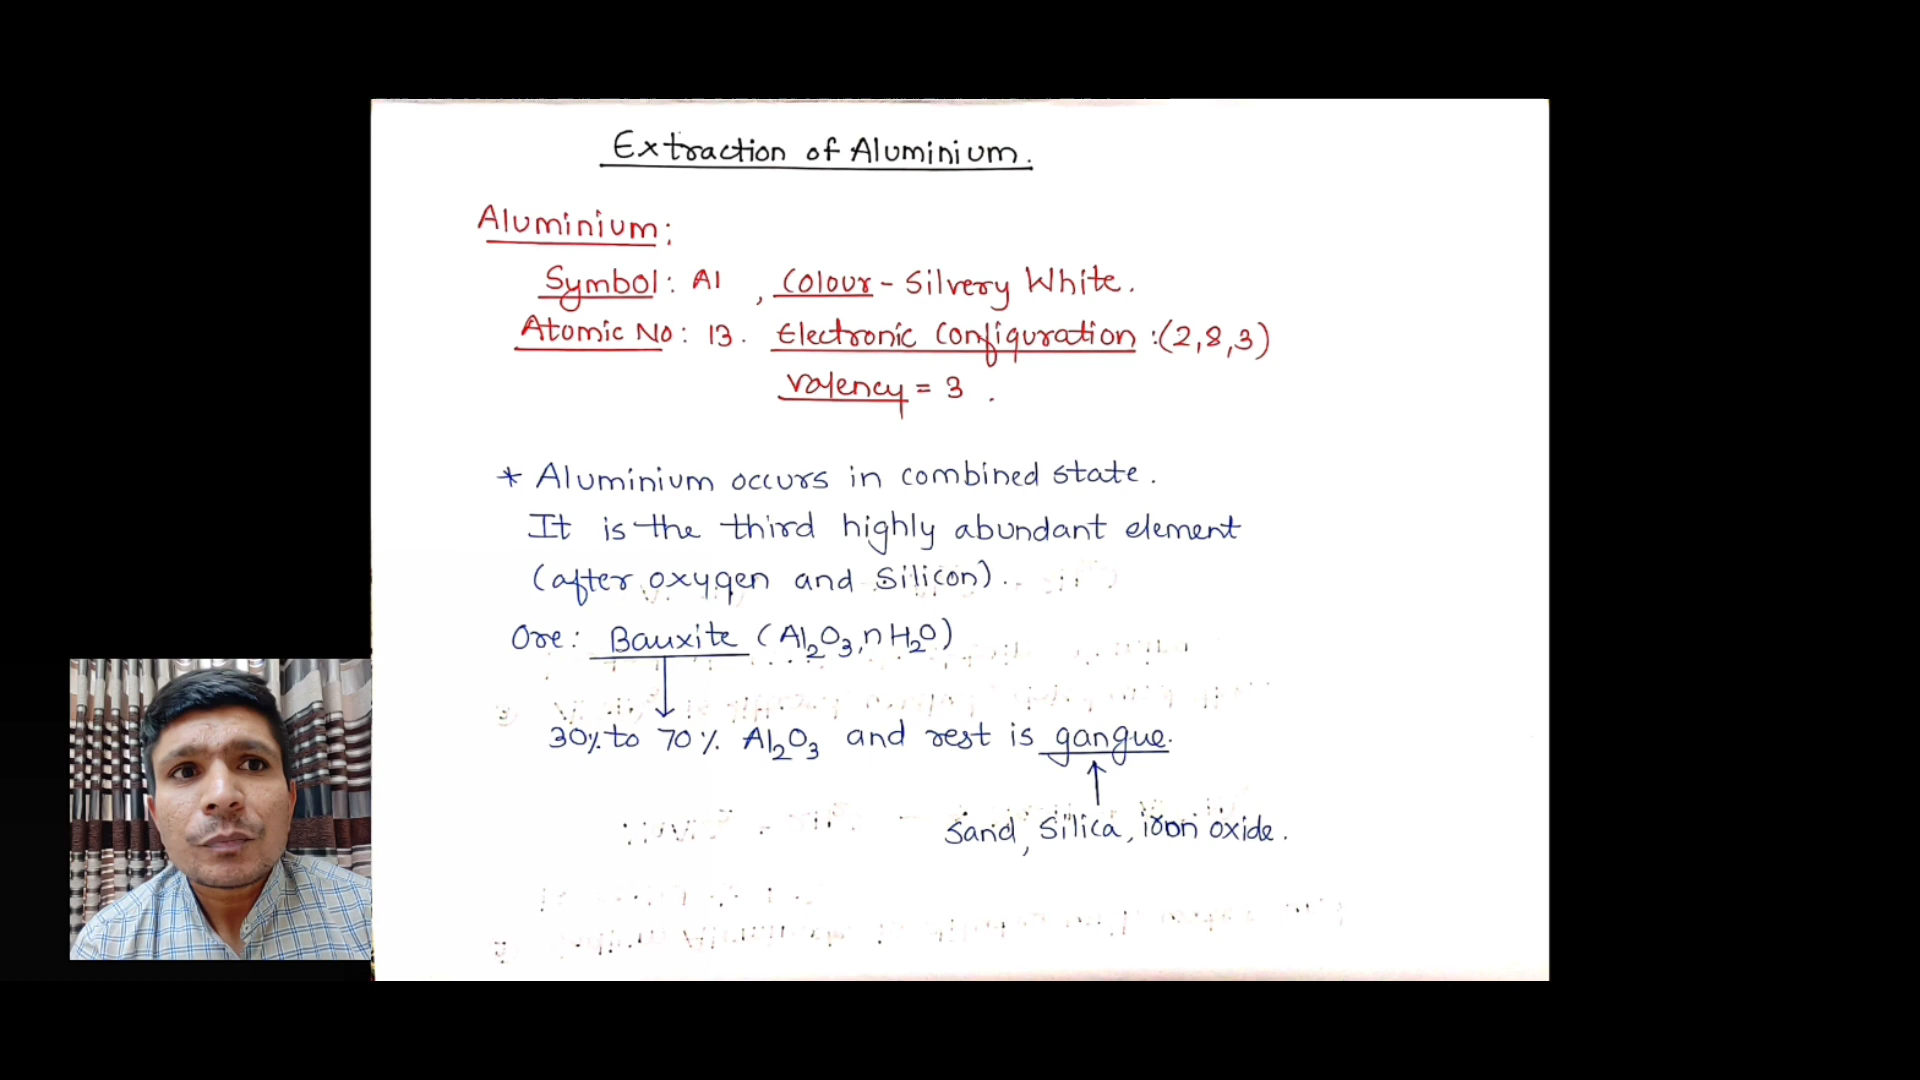 Extraction of Aluminium.
Aluminium:
Symbol: Al , Colour - Silvery White.
Atomic No: 13. Electronic Configuration :(2,8,3)
Valency = 3 .
* Aluminium occurs in combined state.
It is the third highly abundant element
(after oxygen and Silicon).
Ore: Bauxite (Al₂O₃,nH₂O)
30% to 70% Al₂O₃ and rest is gangue.
Sand, Silica, iron oxide.